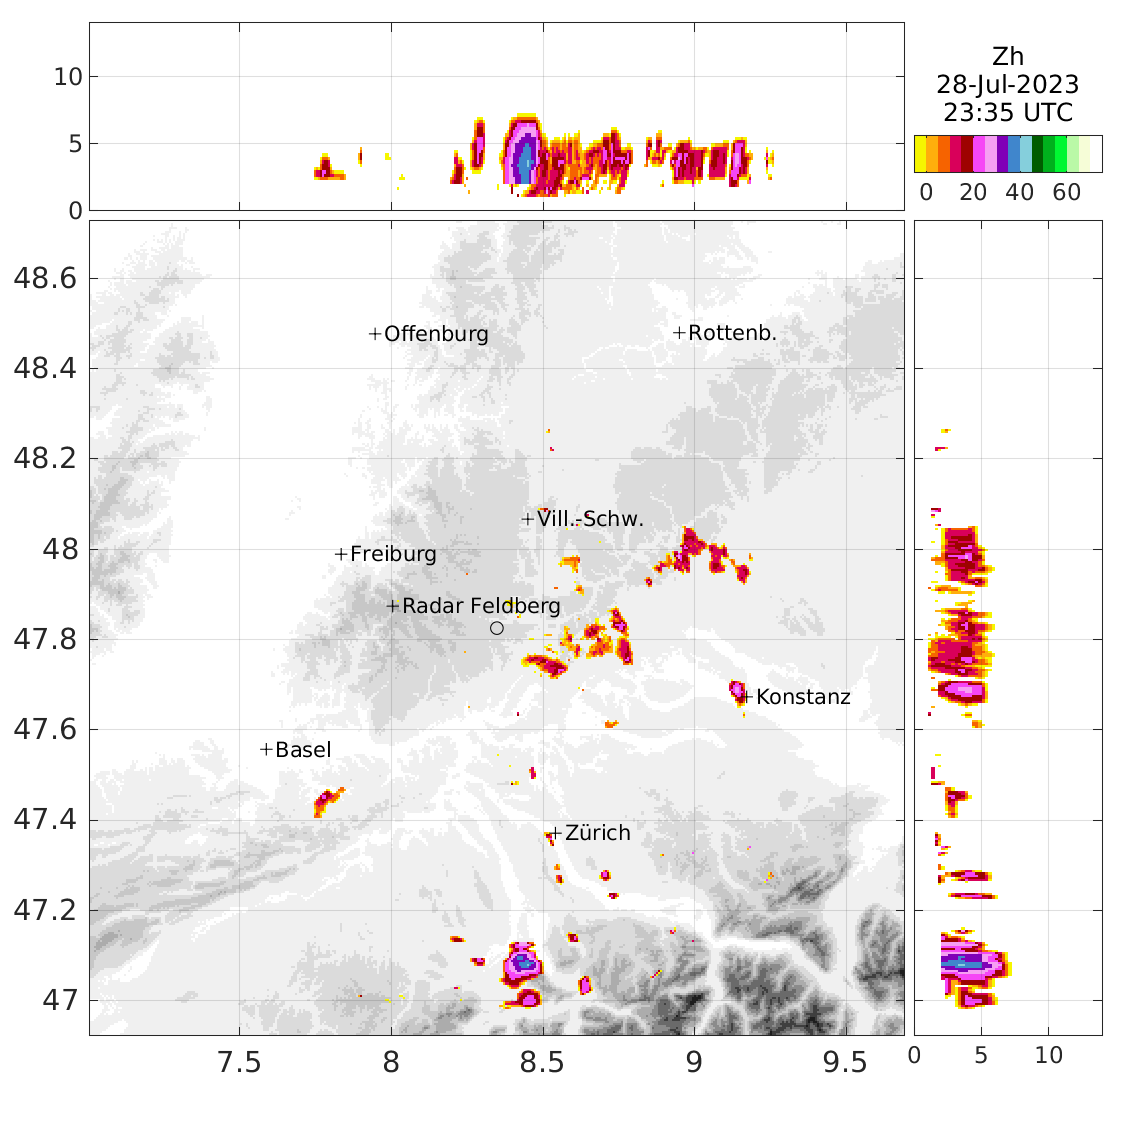 10
5
0
Zh
28-Jul-2023
23:35 UTC
0 20 40 60
48.6
48.4
48.2
48
47.8
47.6
47.4
47.2
47
+Offenburg
+Rottenb.
+Vill.-Schw.
+Freiburg
+Radar Feldberg
+Konstanz
+Basel
+Zürich
7.5 8 8.5 9 9.5
0 5 10